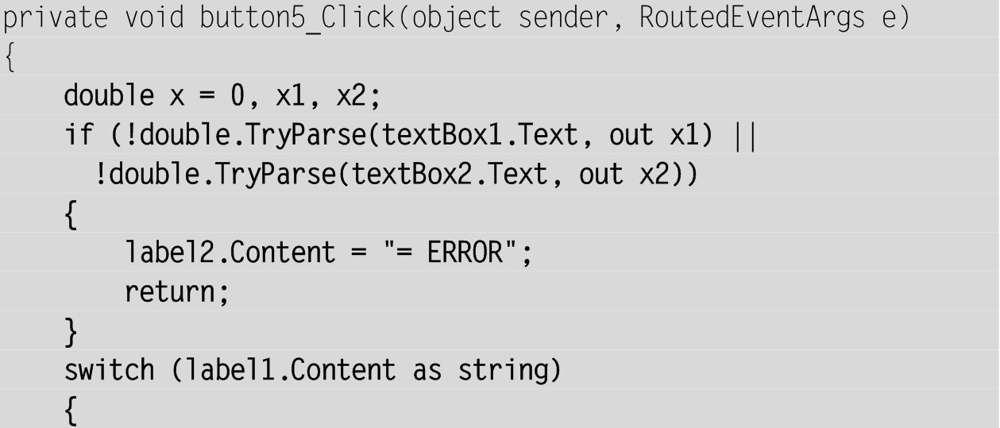 private void button5_Click(object sender, RoutedEventArgs e)
{
    double x = 0, x1, x2;
    if (!double.TryParse(textBox1.Text, out x1) ||
      !double.TryParse(textBox2.Text, out x2))
    {
        label2.Content = "= ERROR";
        return;
    }
    switch (label1.Content as string)
    {